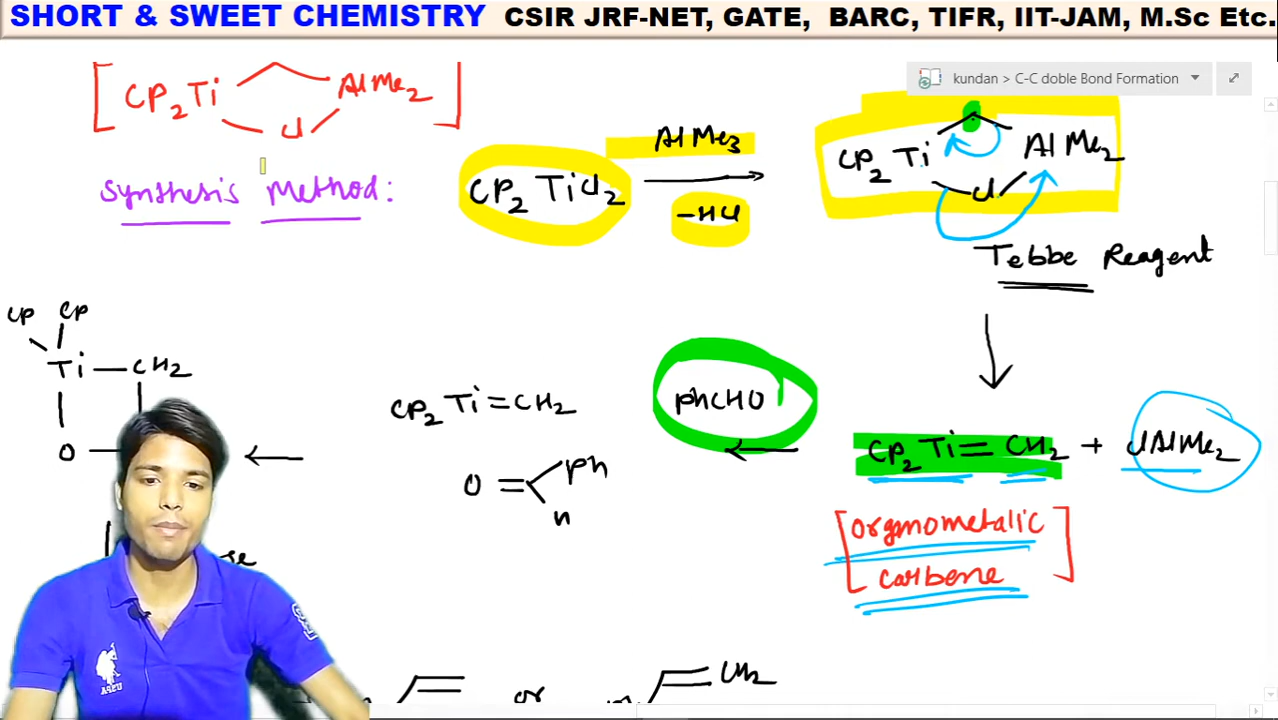 SHORT & SWEET CHEMISTRY CSIR JRF-NET, GATE, BARC, TIFR, IIT-JAM, M.Sc Etc.
kundan > C-C doble Bond Formation
[CP2Ti Cl AlMe2]
Synthesis Method:
CP2TiCl2
AlMe3
-HCl
CP2Ti Cl AlMe2
Tebbe Reagent
CP CP
Ti—CH2
O
CP2Ti=CH2
O= Ph
H
PhCHO
CP2Ti=CH2 + ClAlMe2
[orgmometalic
carbene]
or
CH2